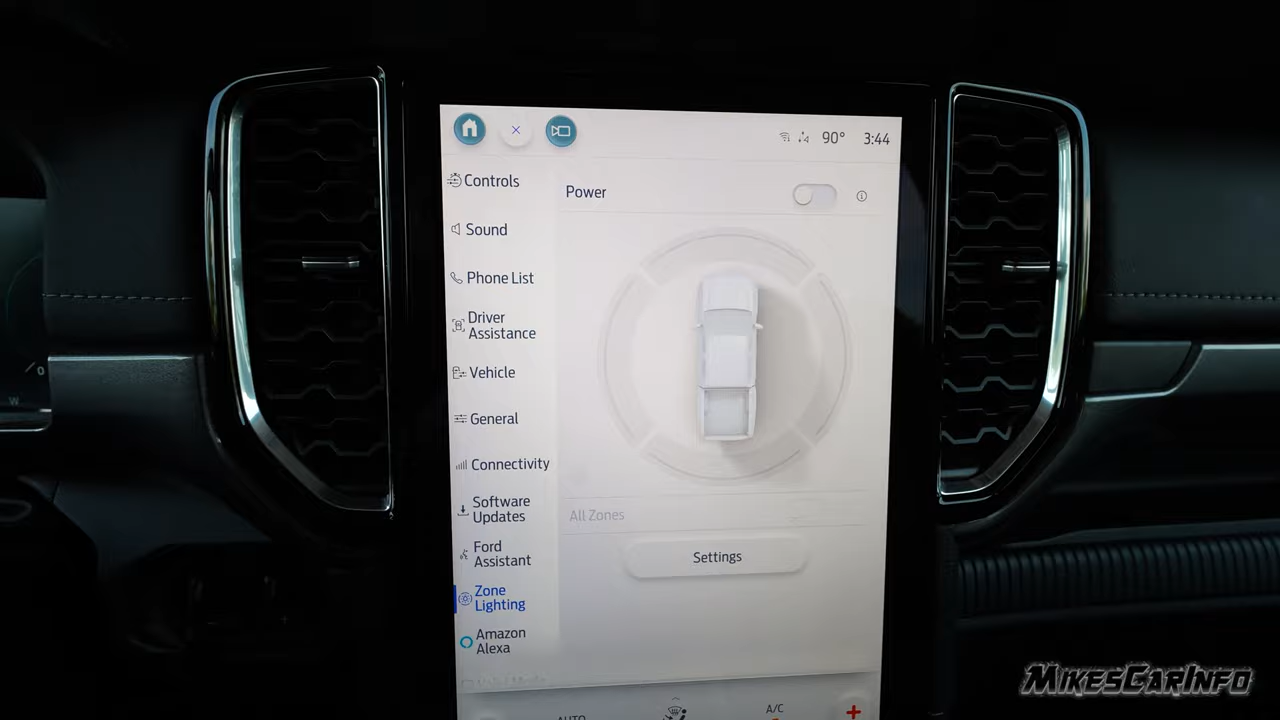 90° 3:44
Controls
Sound
Phone List
Driver
Assistance
Vehicle
General
Connectivity
Software
Updates
Ford
Assistant
Zone
Lighting
Amazon
Alexa
Power
All Zones
Settings
AUTO
A/C
W
MikesCarInfo